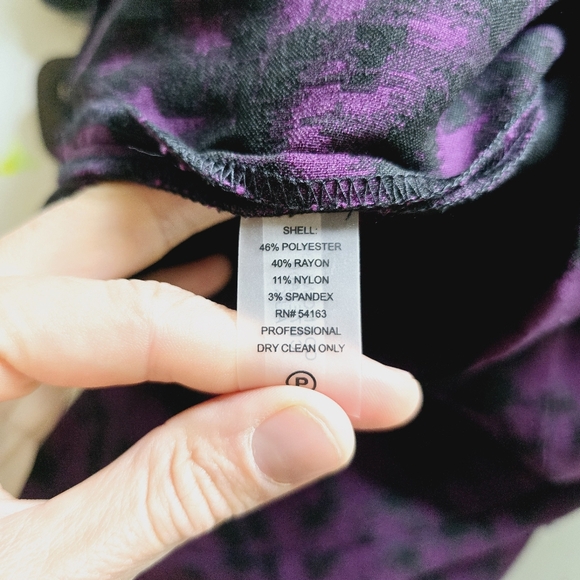 SHELL:
46% POLYESTER
40% RAYON
11% NYLON
3% SPANDEX
RN# 54163
PROFESSIONAL
DRY CLEAN ONLY
P